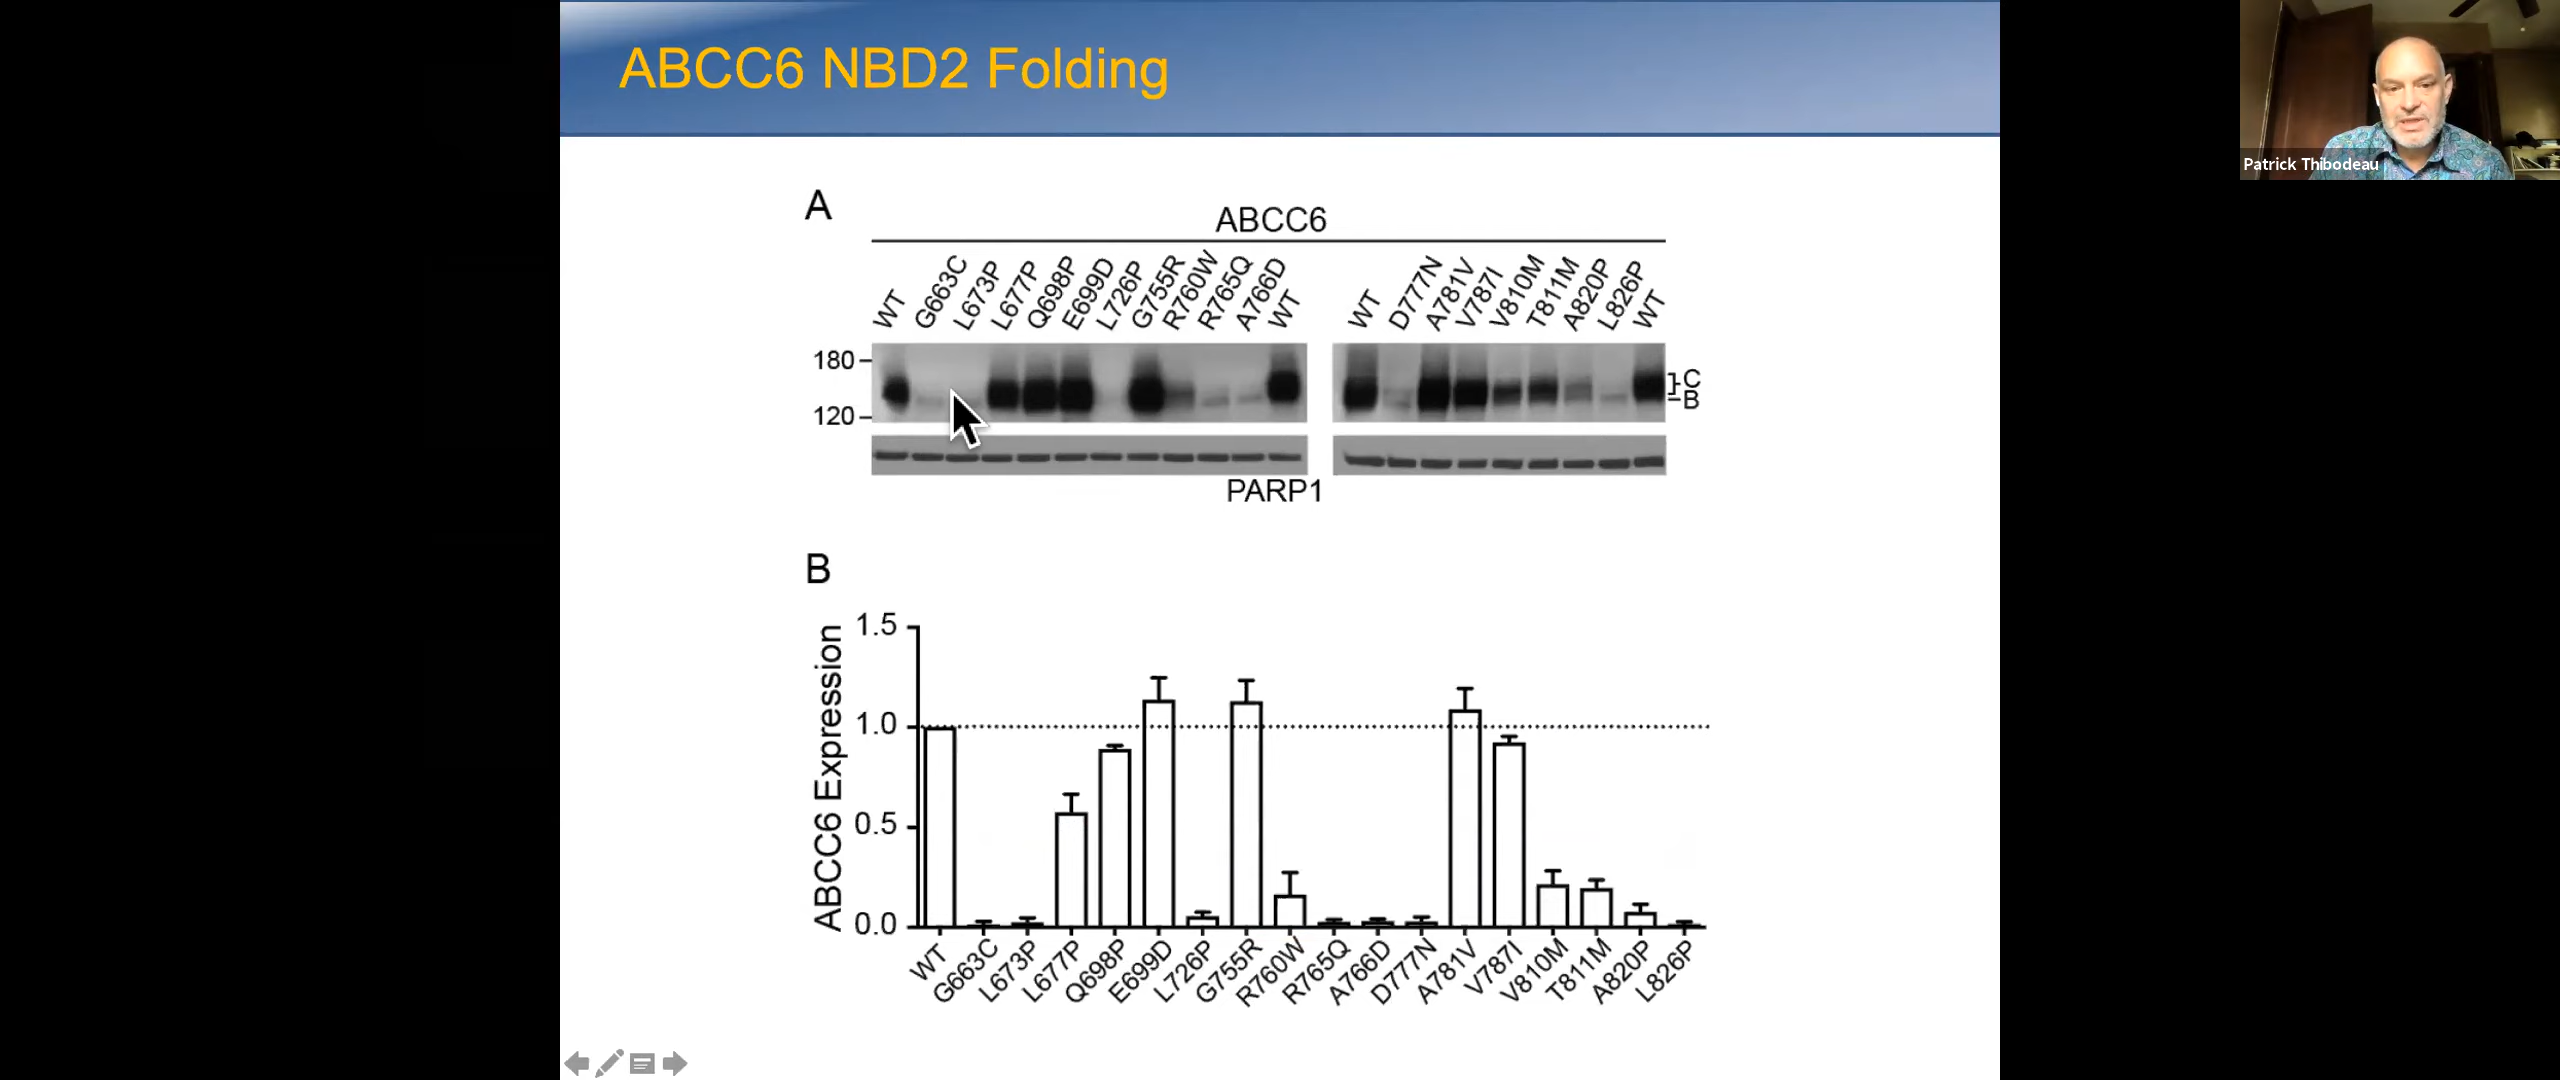 ABCC6 NBD2 Folding
Patrick Thibodeau
A
ABCC6
WT G663C L673P L677P Q698P E699D L726P G755R R760W R765Q A766D WT WT D777N A781V V787I V810M T811M A820P L826P WT
180
C
B
120
PARP1
B
ABCC6 Expression
1.5
1.0
0.5
0.0
WT G663C L673P L677P Q698P E699D L726P G755R R760W R765Q A766D D777N A781V V787I V810M T811M A820P L826P